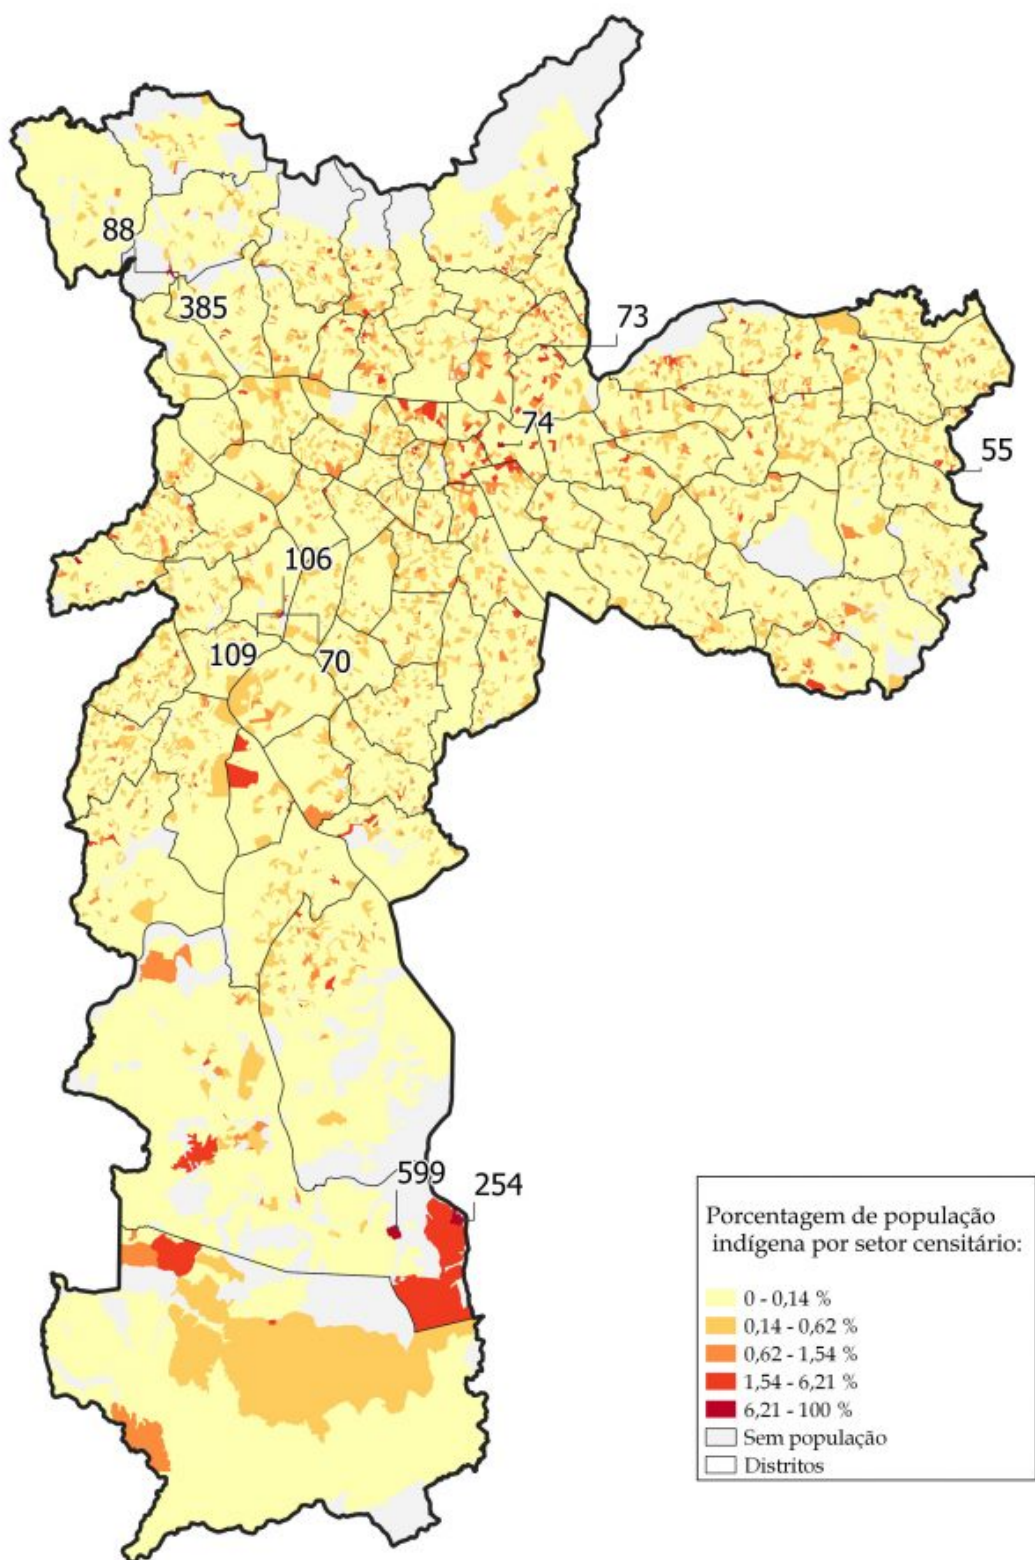 88
385
73
74
55
106
109
70
599
254
Porcentagem de população
indígena por setor censitário:
0 - 0,14 %
0,14 - 0,62 %
0,62 - 1,54 %
1,54 - 6,21 %
6,21 - 100 %
Sem população
Distritos